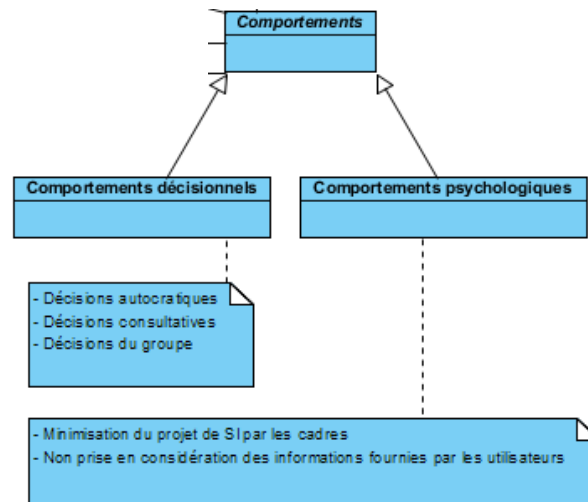 Comportements
Comportements décisionnels
Comportements psychologiques
- Décisions autocratiques
- Décisions consultatives
- Décisions du groupe
- Minimisation du projet de SI par les cadres
- Non prise en considération des informations fournies par les utilisateurs